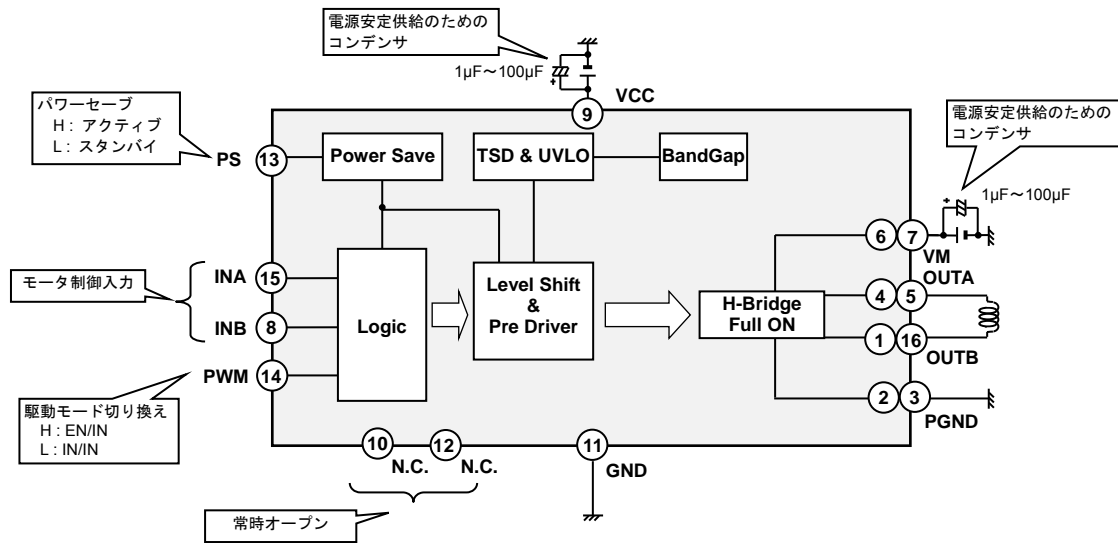 電源安定供給のための
コンデンサ
1µF～100µF
VCC
9
パワーセーブ
H : アクティブ
L : スタンバイ
PS
13
Power Save
TSD & UVLO
BandGap
電源安定供給のための
コンデンサ
1µF～100µF
6
7
VM
モータ制御入力
INA
15
INB
8
PWM
14
Logic
Level Shift
&
Pre Driver
H-Bridge
Full ON
OUTA
4
5
1
16
OUTB
2
3
PGND
駆動モード切り換え
H : EN/IN
L : IN/IN
10
N.C.
12
N.C.
11
GND
常時オープン
+
+